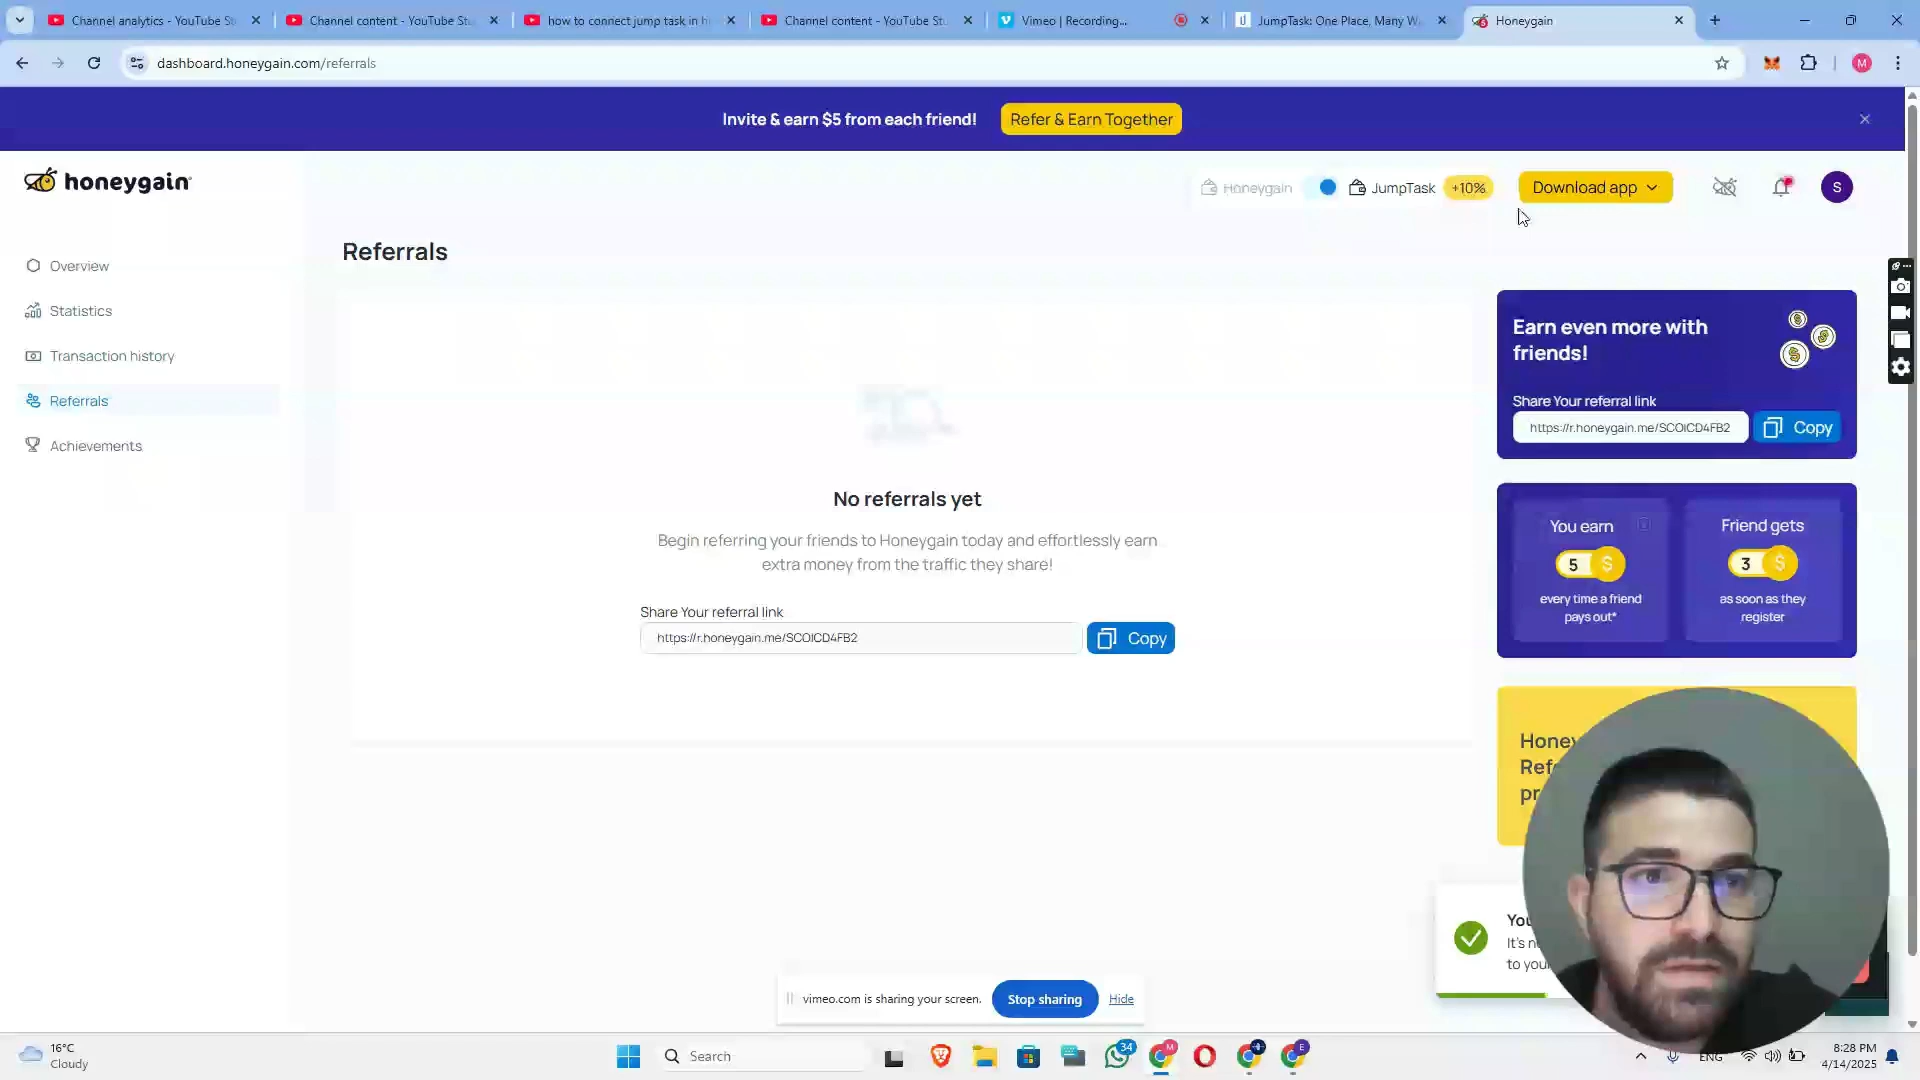 Channel analytics - YouTube St
Channel content - YouTube Stu
how to connect jump task in h
Channel content - YouTube Stu
Vimeo | Recording...
JumpTask: One Place, Many W
Honeygain
dashboard.honeygain.com/referrals
M
Invite & earn $5 from each friend!
Refer & Earn Together
honeygain
Honeygain
JumpTask
+10%
Download app
S
Referrals
Overview
Statistics
Transaction history
Referrals
Achievements
Earn even more with
friends!
Share Your referral link
https://r.honeygain.me/SCOICD4FB2
Copy
No referrals yet
Begin referring your friends to Honeygain today and effortlessly earn
extra money from the traffic they share!
Share Your referral link
https://r.honeygain.me/SCOICD4FB2
Copy
You earn
5 $
every time a friend
pays out*
Friend gets
3 $
as soon as they
register
Honey
Ref
pr
You
It's n
to your
vimeo.com is sharing your screen.
Stop sharing
Hide
16°C
Cloudy
Search
34
M
E
ENG
8:28 PM
4/14/2025